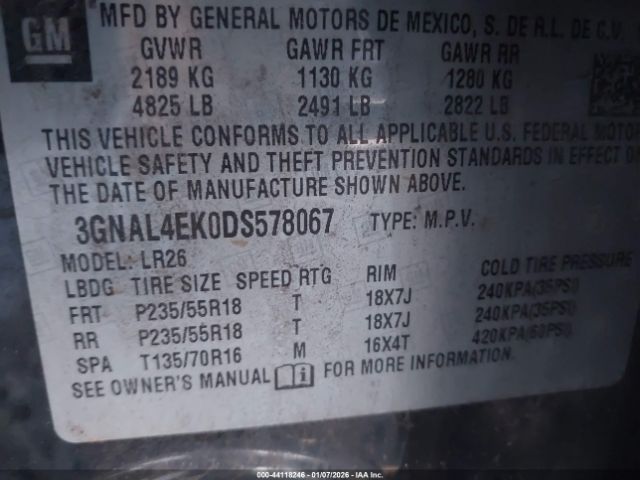 GM
MFD BY GENERAL MOTORS DE MEXICO, S. DE R.L. DE C.V
GVWR GAWR FRT GAWR RR
2189 KG 1130 KG 1280 KG
4825 LB 2491 LB 2822 LB
THIS VEHICLE CONFORMS TO ALL APPLICABLE U.S. FEDERAL MOTOR
VEHICLE SAFETY AND THEFT PREVENTION STANDARDS IN EFFECT ON
THE DATE OF MANUFACTURE SHOWN ABOVE.
3GNAL4EK0DS578067 TYPE: M.P.V.
MODEL: LR26
LBDG TIRE SIZE SPEED RTG RIM COLD TIRE PRESSURE
FRT P235/55R18 T 18X7J 240KPA(35PSI)
RR P235/55R18 T 18X7J 240KPA(35PSI)
SPA T135/70R16 M 16X4T 420KPA(60PSI)
SEE OWNER'S MANUAL FOR MORE INFORMATION.
000-44118246 - 01/07/2026 - IAA Inc.